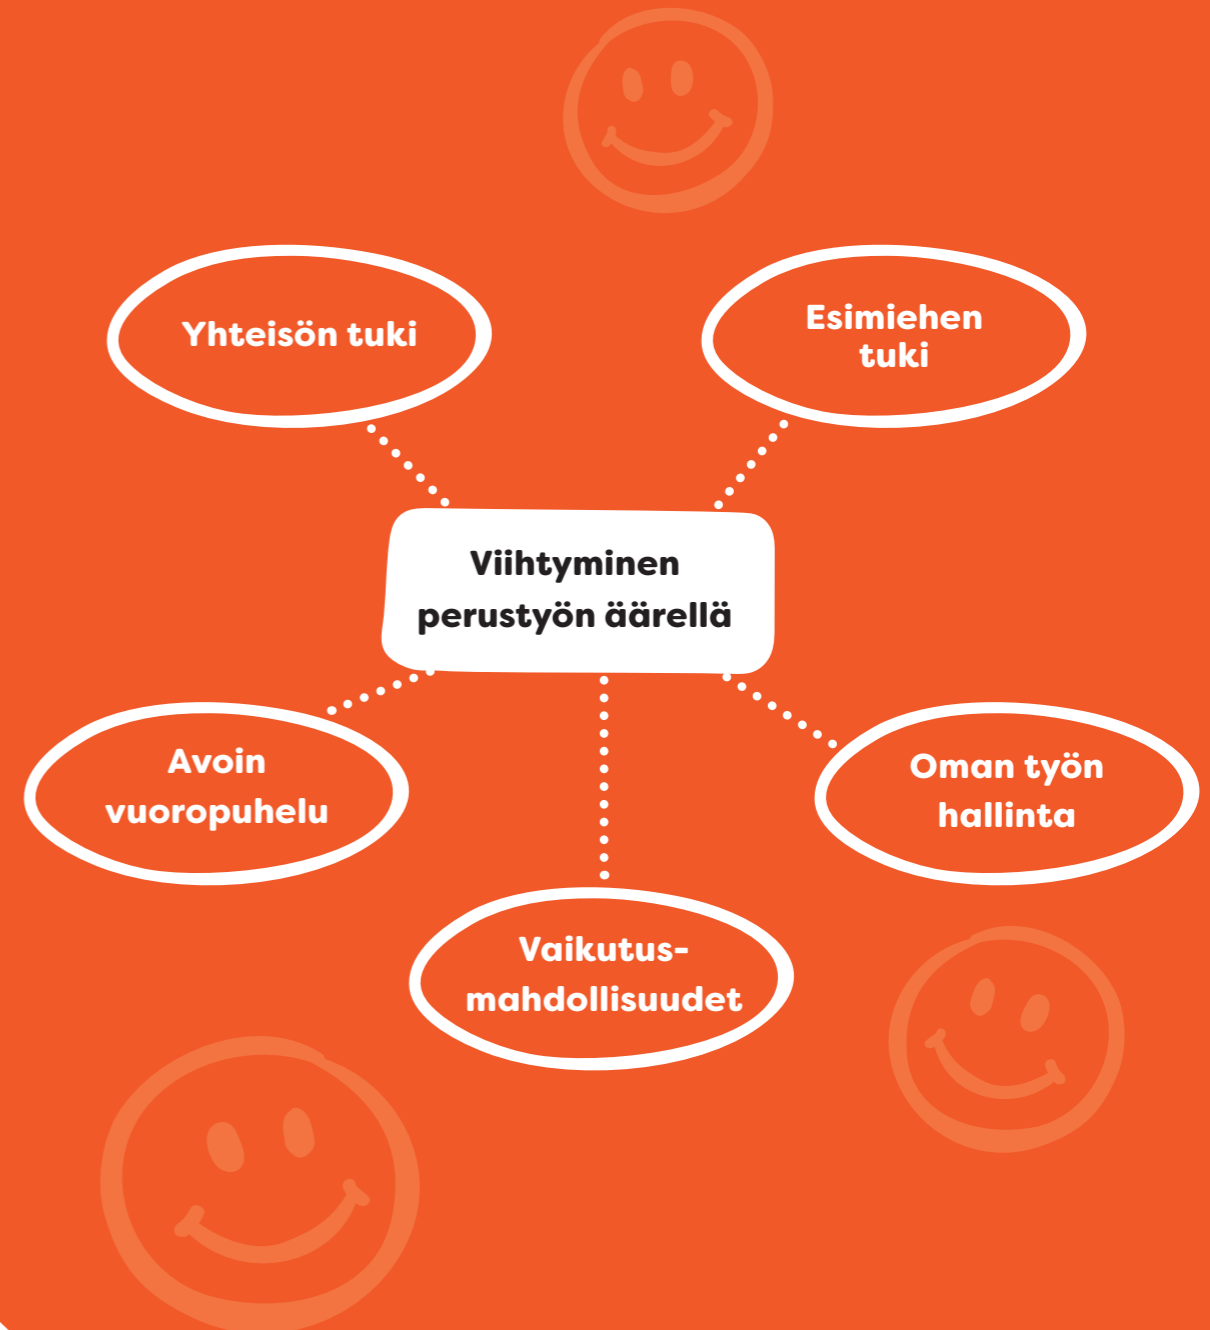 Yhteisön tuki
Esimiehen
tuki
Viihtyminen
perustyön äärellä
Avoin
vuoropuhelu
Oman työn
hallinta
Vaikutus-
mahdollisuudet